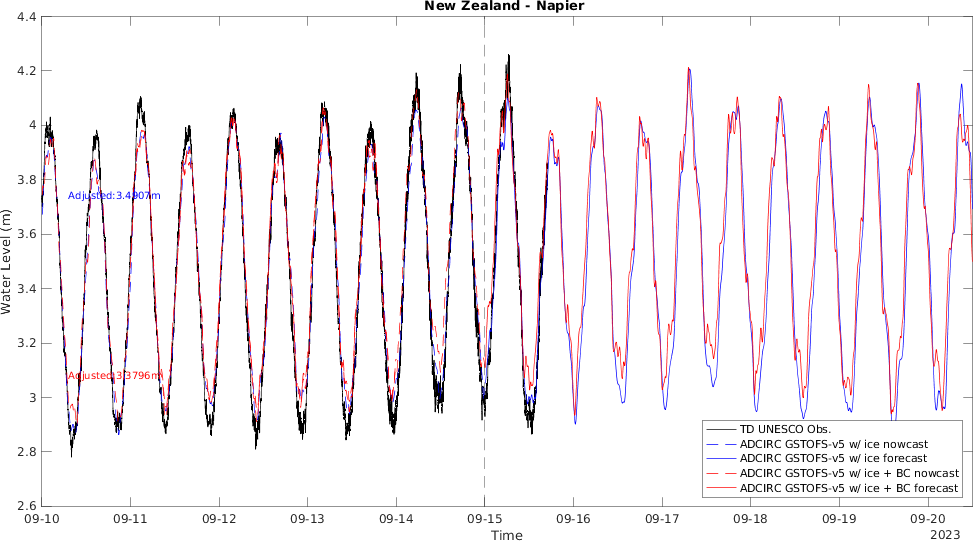 New Zealand - Napier
4.4
4.2
4
3.8
3.6
3.4
3.2
3
2.8
2.6
Water Level (m)
Adjusted:3.4907m
Adjusted:3.3796m
TD UNESCO Obs.
ADCIRC GSTOFS-v5 w/ ice nowcast
ADCIRC GSTOFS-v5 w/ ice forecast
ADCIRC GSTOFS-v5 w/ ice + BC nowcast
ADCIRC GSTOFS-v5 w/ ice + BC forecast
09-10 09-11 09-12 09-13 09-14 09-15 09-16 09-17 09-18 09-19 09-20
2023
Time